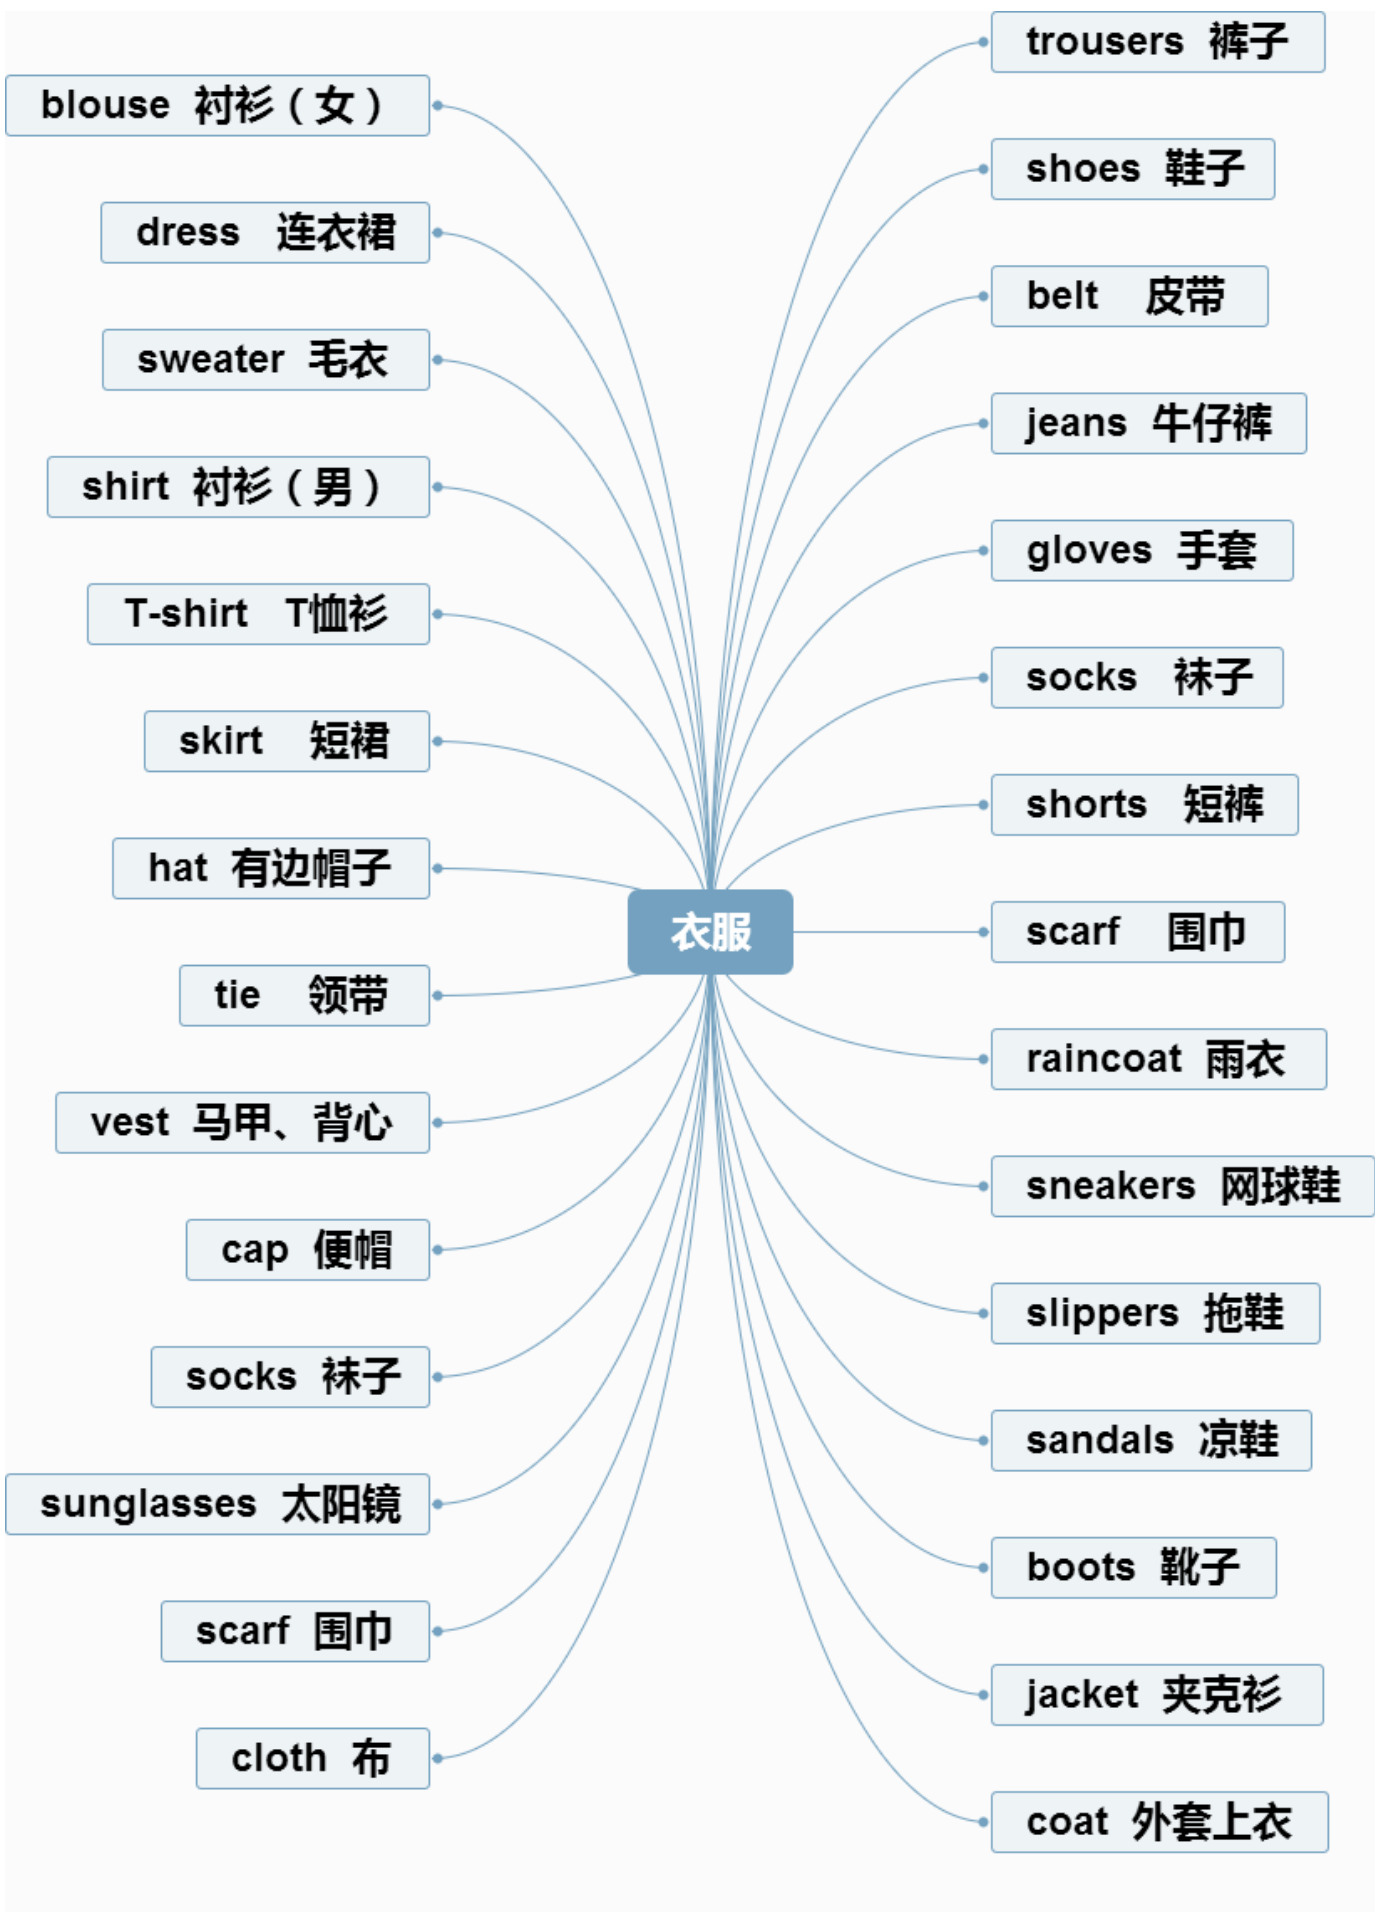 blouse 衬衫（女）
dress 连衣裙
sweater 毛衣
shirt 衬衫（男）
T-shirt T恤衫
skirt 短裙
hat 有边帽子
tie 领带
vest 马甲、背心
cap 便帽
socks 袜子
sunglasses 太阳镜
scarf 围巾
cloth 布
衣服
trousers 裤子
shoes 鞋子
belt 皮带
jeans 牛仔裤
gloves 手套
socks 袜子
shorts 短裤
scarf 围巾
raincoat 雨衣
sneakers 网球鞋
slippers 拖鞋
sandals 凉鞋
boots 靴子
jacket 夹克衫
coat 外套上衣